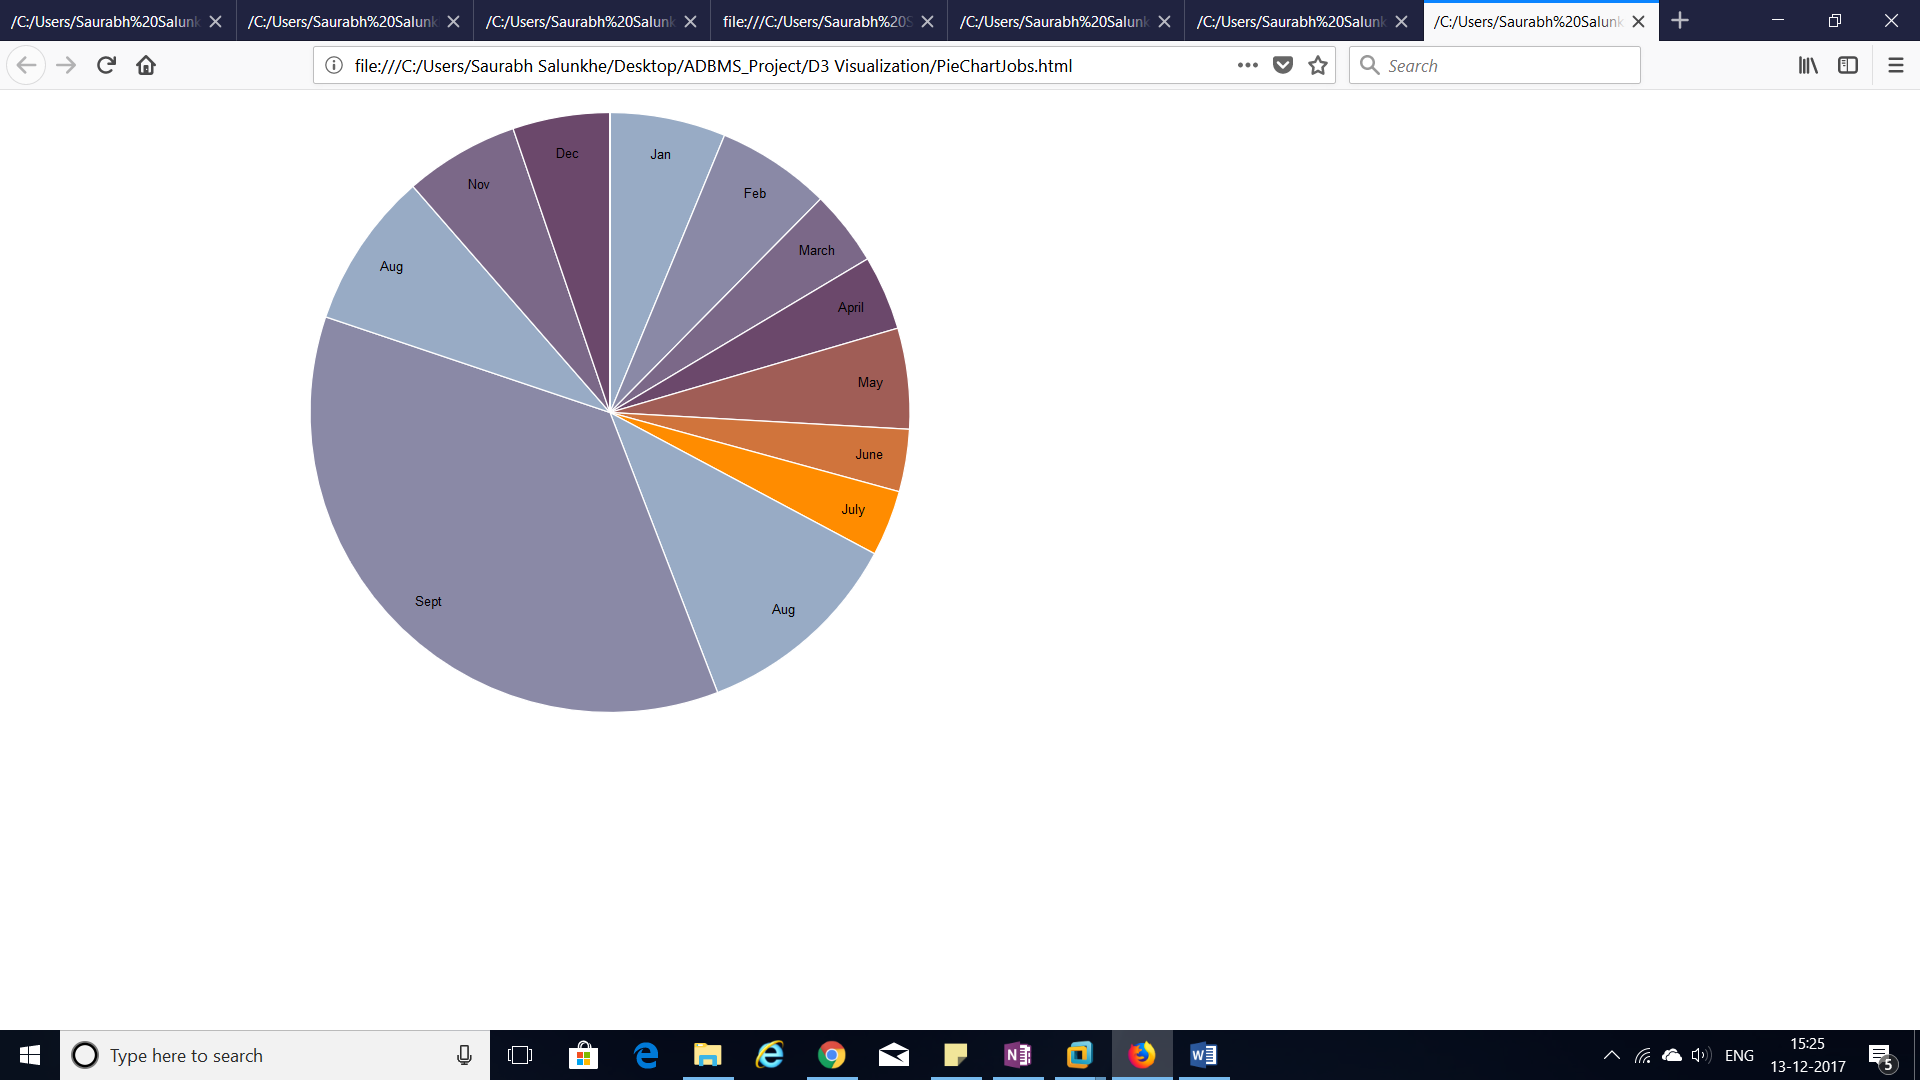 /C:/Users/Saurabh%20Salunk
/C:/Users/Saurabh%20Salunk
/C:/Users/Saurabh%20Salunk
file:///C:/Users/Saurabh%20S
/C:/Users/Saurabh%20Salunk
/C:/Users/Saurabh%20Salunk
/C:/Users/Saurabh%20Salunk
file:///C:/Users/Saurabh Salunkhe/Desktop/ADBMS_Project/D3 Visualization/PieChartJobs.html
Search
Dec
Jan
Nov
Feb
March
Aug
April
May
June
July
Sept
Aug
Type here to search
ENG
15:25
13-12-2017
5